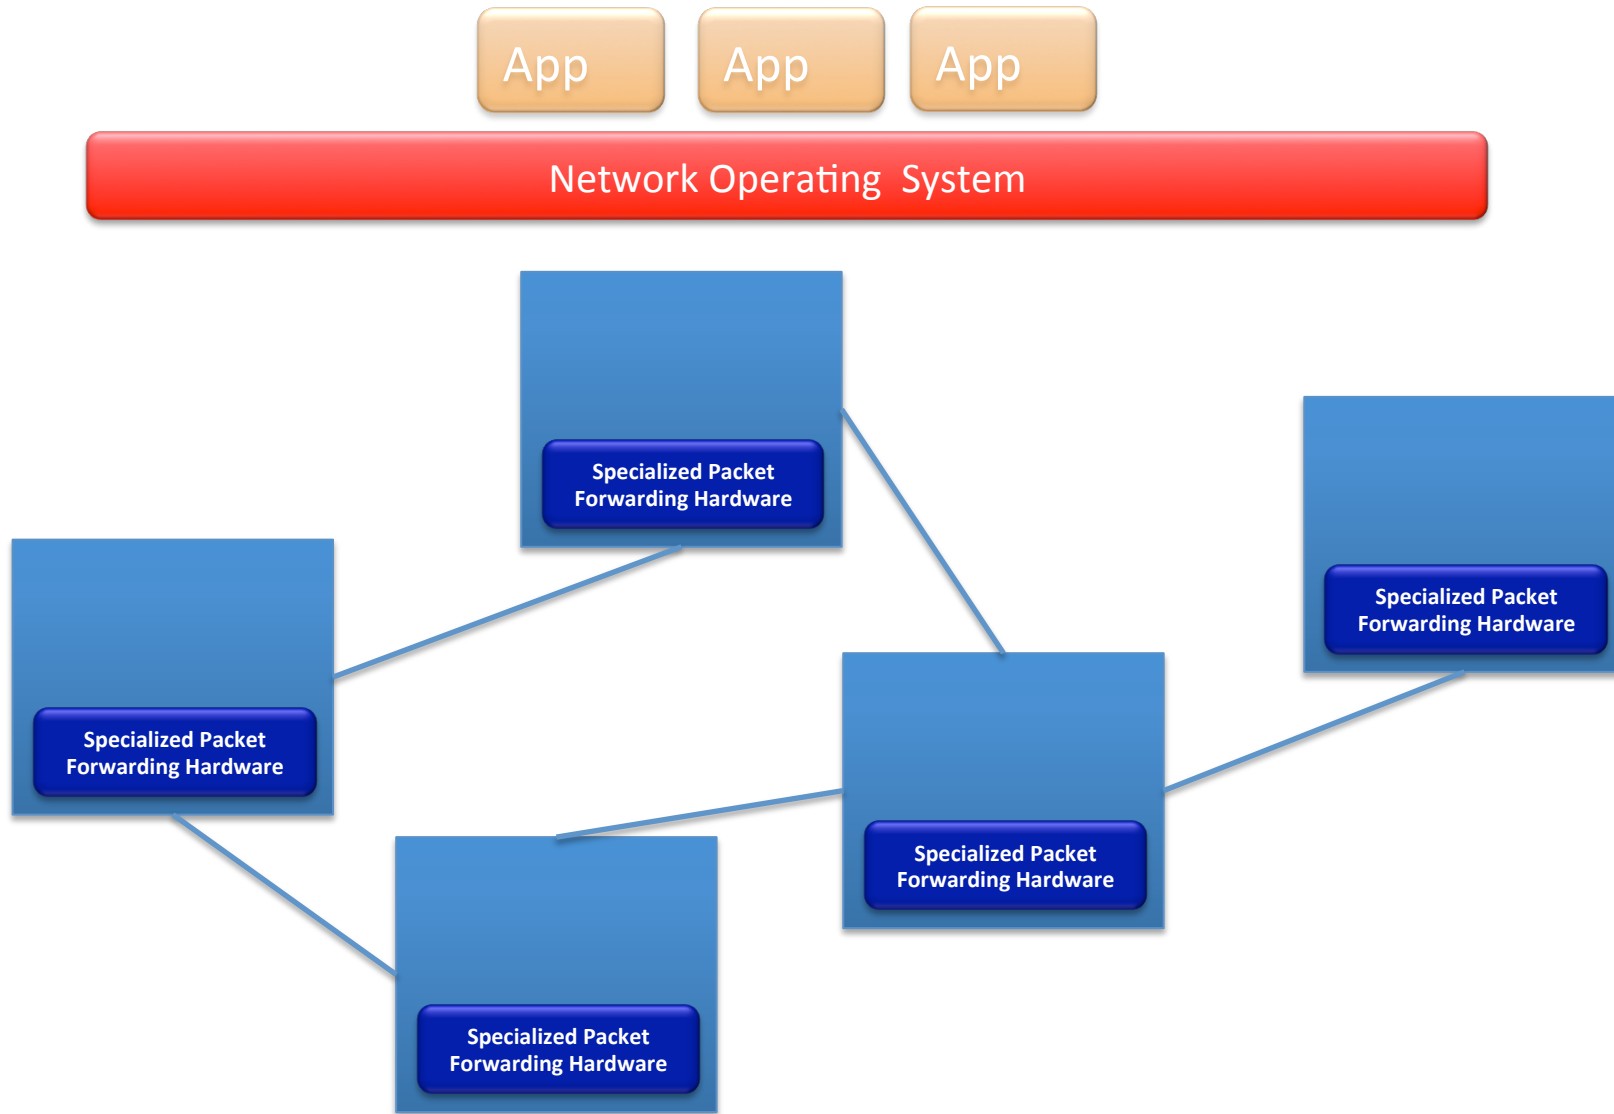 App
App
App
Network Operating  System
Specialized Packet
Forwarding Hardware
Specialized Packet
Forwarding Hardware
Specialized Packet
Forwarding Hardware
Specialized Packet
Forwarding Hardware
Specialized Packet
Forwarding Hardware